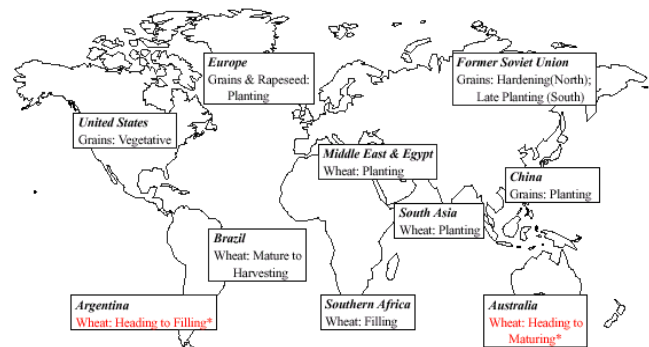 Europe
Grains & Rapeseed:
Planting
Former Soviet Union
Grains: Hardening(North);
Late Planting (South)
United States
Grains: Vegetative
Middle East & Egypt
Wheat: Planting
China
Grains: Planting
South Asia
Wheat: Planting
Brazil
Wheat: Mature to
Harvesting
Argentina
Wheat: Heading to Filling*
Southern Africa
Wheat: Filling
Australia
Wheat: Heading to
Maturing*